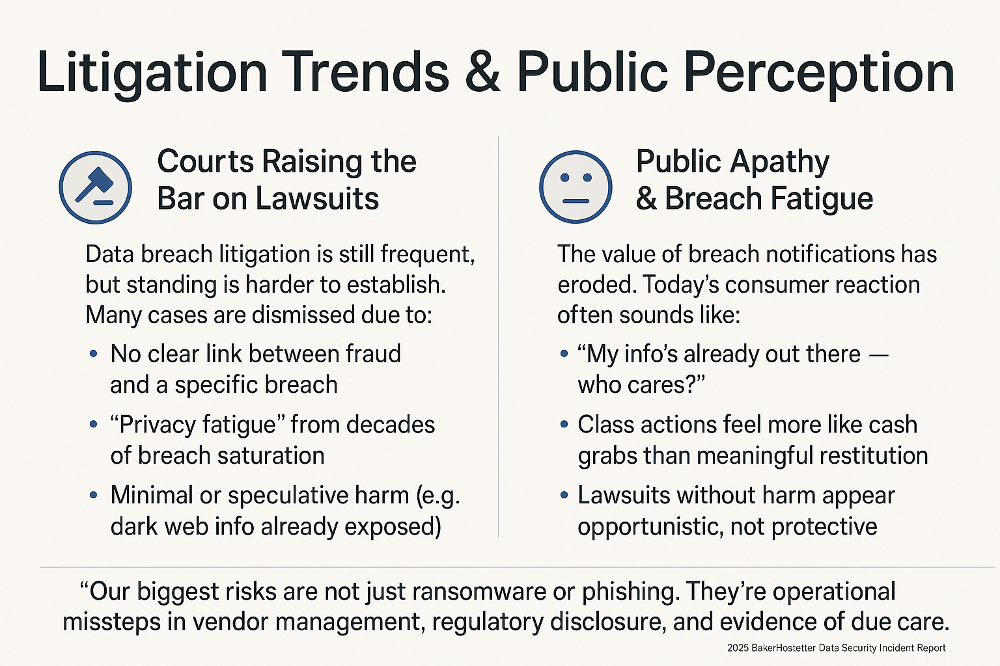 Litigation Trends & Public Perception
Courts Raising the
Bar on Lawsuits
Data breach litigation is still frequent,
but standing is harder to establish.
Many cases are dismissed due to:
• No clear link between fraud
and a specific breach
• “Privacy fatigue” from decades
of breach saturation
• Minimal or speculative harm (e.g.
dark web info already exposed)
Public Apathy
& Breach Fatigue
The value of breach notifications has
eroded. Today’s consumer reaction
often sounds like:
• “My info’s already out there —
who cares?”
• Class actions feel more like cash
grabs than meaningful restitution
• Lawsuits without harm appear
opportunistic, not protective
“Our biggest risks are not just ransomware or phishing. They’re operational
missteps in vendor management, regulatory disclosure, and evidence of due care.
2025 BakerHostetter Data Security Incident Report